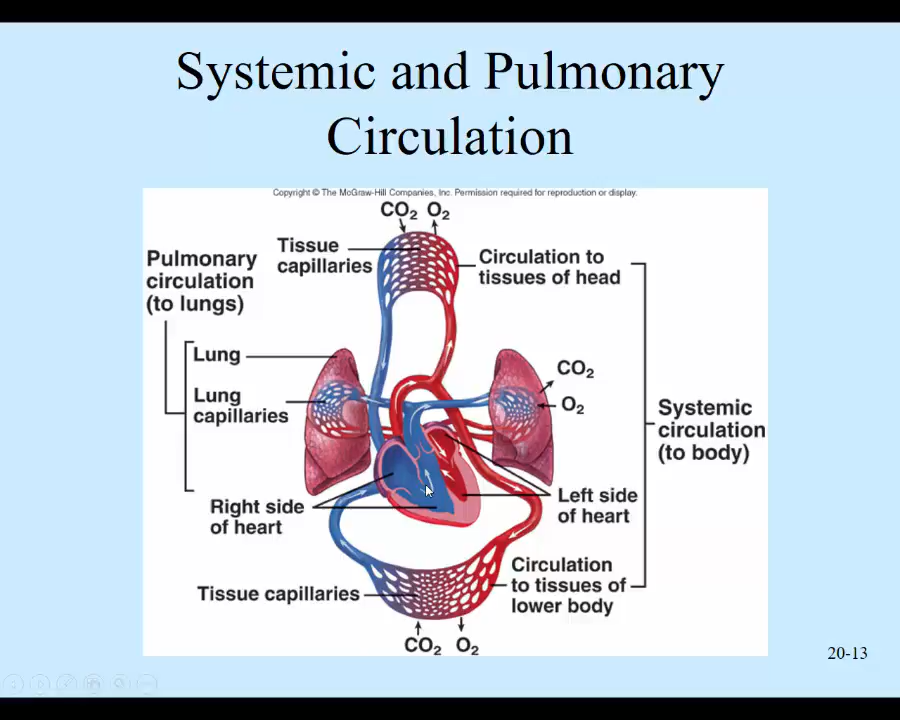 Systemic and Pulmonary
Circulation
Copyright © The McGraw-Hill Companies, Inc. Permission required for reproduction or display.
CO2 O2
Tissue
capillaries
Circulation to
tissues of head
Pulmonary
circulation
(to lungs)
Lung
Lung
capillaries
CO2
O2
Systemic
circulation
(to body)
Right side
of heart
Left side
of heart
Tissue capillaries
Circulation
to tissues of
lower body
CO2 O2
20-13